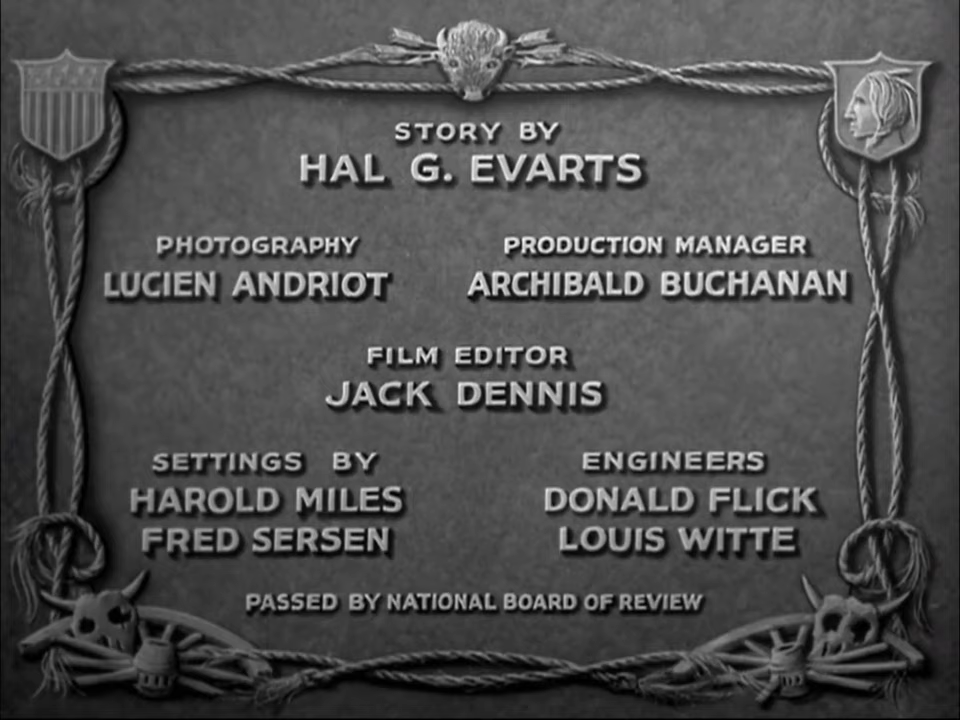 STORY BY
HAL G. EVARTS
PHOTOGRAPHY
LUCIEN ANDRIOT
PRODUCTION MANAGER
ARCHIBALD BUCHANAN
FILM EDITOR
JACK DENNIS
SETTINGS BY
HAROLD MILES
FRED SERSEN
ENGINEERS
DONALD FLICK
LOUIS WITTE
PASSED BY NATIONAL BOARD OF REVIEW